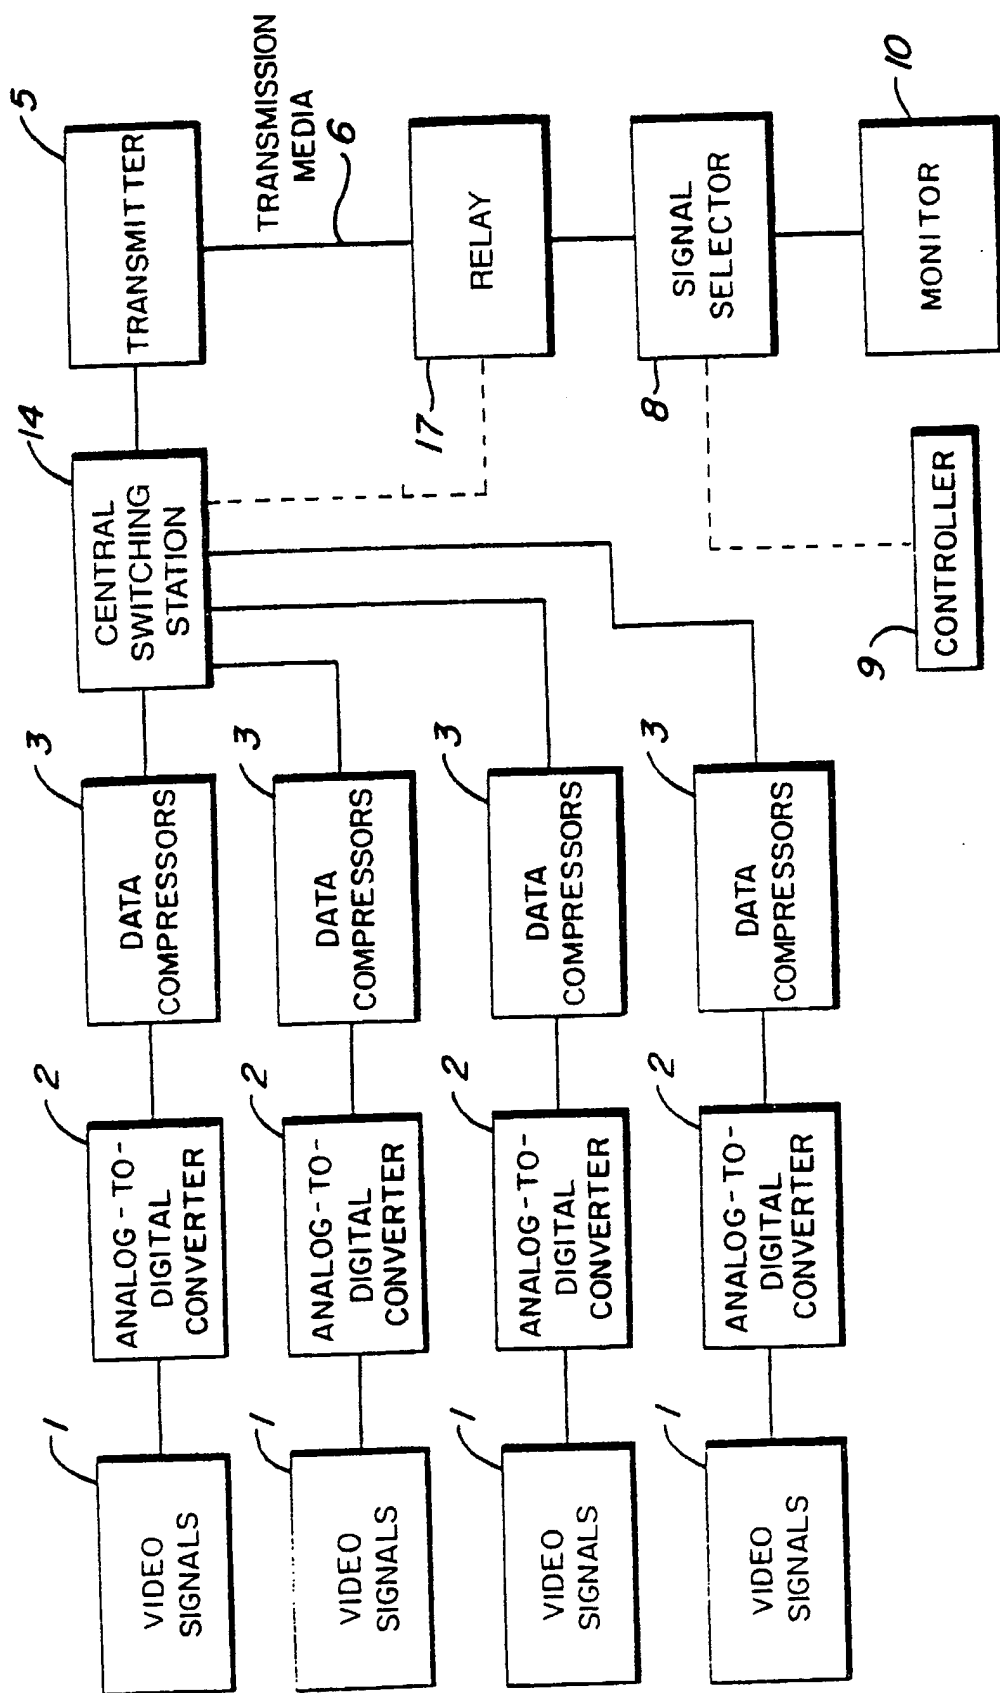 1
VIDEO
SIGNALS
2
ANALOG-TO-
DIGITAL
CONVERTER
3
DATA
COMPRESSORS
14
CENTRAL
SWITCHING
STATION
5
TRANSMITTER
1
VIDEO
SIGNALS
2
ANALOG-TO-
DIGITAL
CONVERTER
3
DATA
COMPRESSORS
TRANSMISSION
MEDIA
6
1
VIDEO
SIGNALS
2
ANALOG-TO-
DIGITAL
CONVERTER
3
DATA
COMPRESSORS
17
RELAY
1
VIDEO
SIGNALS
2
ANALOG-TO-
DIGITAL
CONVERTER
3
DATA
COMPRESSORS
8
SIGNAL
SELECTOR
9
CONTROLLER
10
MONITOR